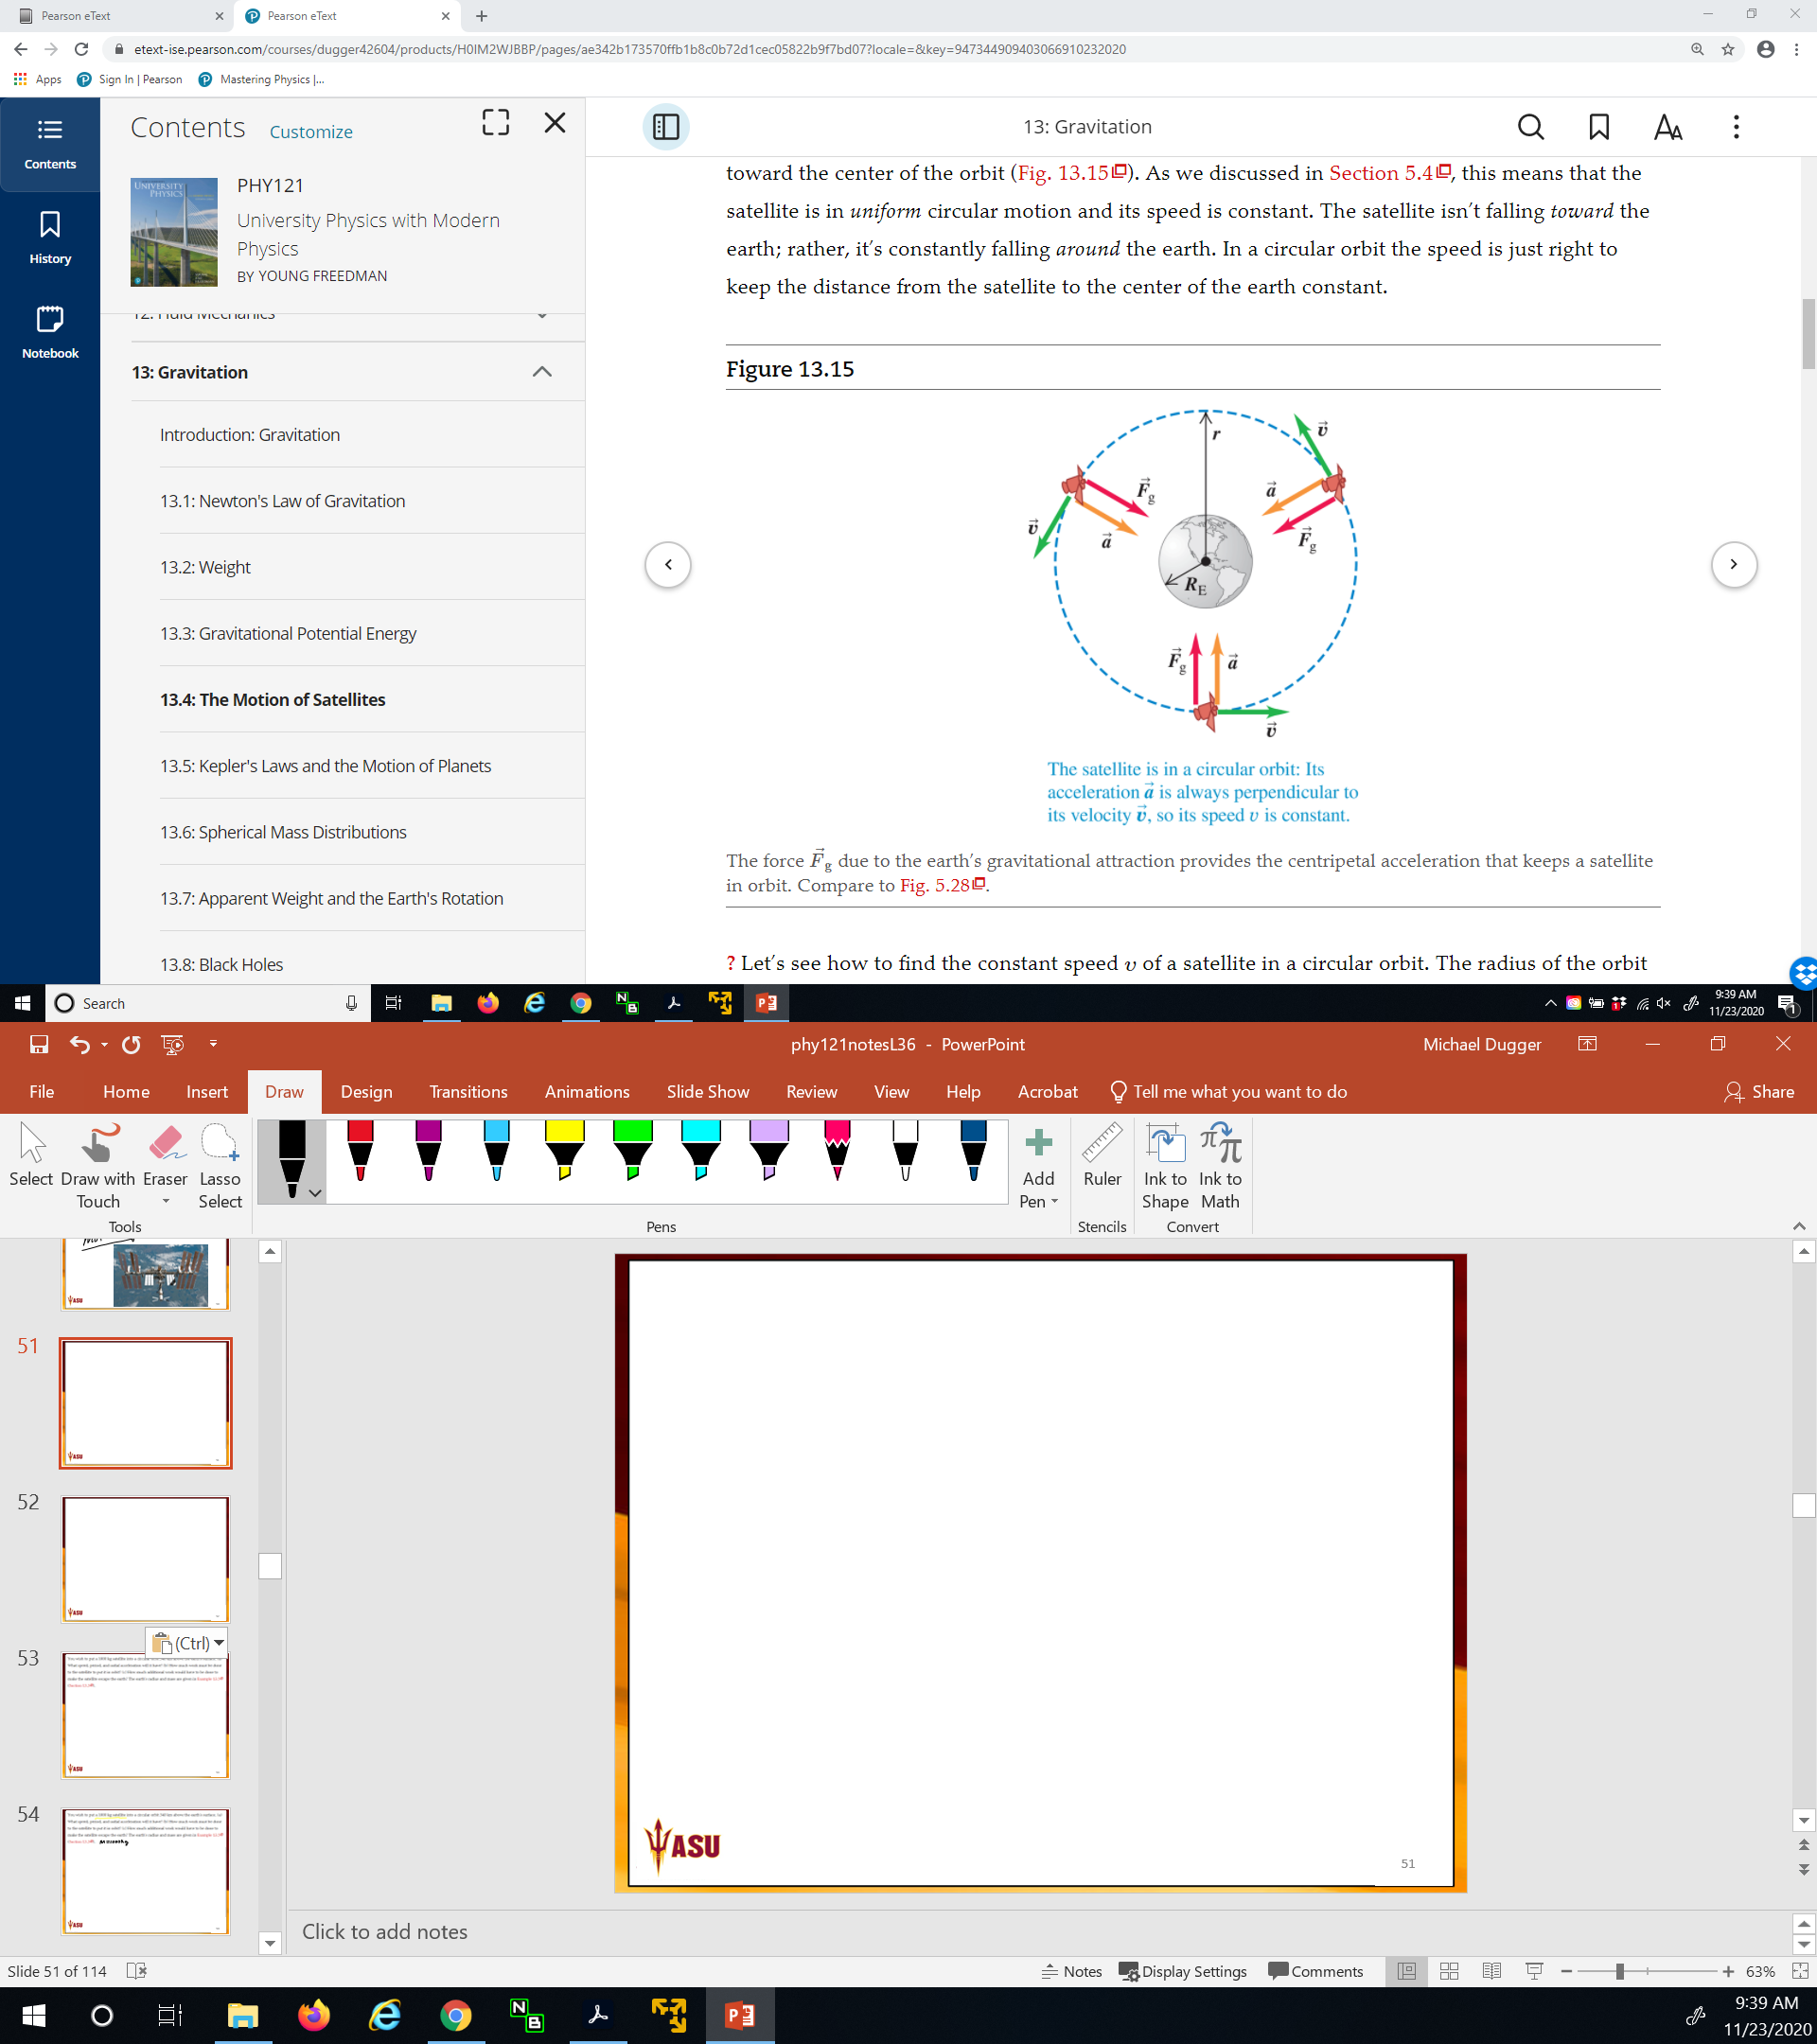 Pearson eText
Pearson eText
etext-ise.pearson.com/courses/dugger42604/products/H0IM2WJBBP/pages/ae342b173570ffb1b8c0b72d1cec05822b9f7bd07?locale=&key=947344909403066910232020
Apps Sign In | Pearson Mastering Physics |...
Contents
History
Notebook
Contents Customize
UNIVERSITY PHYSICS
PHY121
University Physics with Modern
Physics
BY YOUNG FREEDMAN
12: Fluid Mechanics
13: Gravitation
Introduction: Gravitation
13.1: Newton's Law of Gravitation
13.2: Weight
13.3: Gravitational Potential Energy
13.4: The Motion of Satellites
13.5: Kepler's Laws and the Motion of Planets
13.6: Spherical Mass Distributions
13.7: Apparent Weight and the Earth's Rotation
13.8: Black Holes
13: Gravitation
toward the center of the orbit (Fig. 13.15). As we discussed in Section 5.4, this means that the
satellite is in uniform circular motion and its speed is constant. The satellite isn't falling toward the
earth; rather, it's constantly falling around the earth. In a circular orbit the speed is just right to
keep the distance from the satellite to the center of the earth constant.
Figure 13.15
r
v⃗
F⃗g
a⃗
v⃗
a⃗
F⃗g
RE
F⃗g
a⃗
v⃗
The satellite is in a circular orbit: Its
acceleration a⃗ is always perpendicular to
its velocity v⃗, so its speed v is constant.
The force F⃗g due to the earth's gravitational attraction provides the centripetal acceleration that keeps a satellite
in orbit. Compare to Fig. 5.28.
? Let's see how to find the constant speed v of a satellite in a circular orbit. The radius of the orbit
Search
9:39 AM
11/23/2020
1
phy121notesL36 - PowerPoint
Michael Dugger
File Home Insert Draw Design Transitions Animations Slide Show Review View Help Acrobat Tell me what you want to do Share
Select
Draw with
Touch
Eraser
Lasso
Select
Add
Pen
Ruler
Ink to
Shape
Ink to
Math
Tools
Pens
Stencils
Convert
ASU
51
ASU
52
ASU
(Ctrl)
53
ASU
54
ASU
ASU
51
Click to add notes
Slide 51 of 114
Notes Display Settings Comments 63%
9:39 AM
11/23/2020